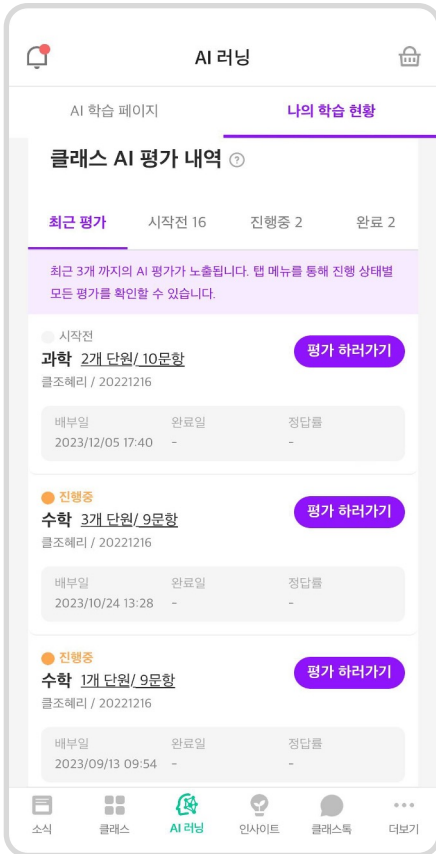 AI 러닝
AI 학습 페이지 나의 학습 현황
클래스 AI 평가 내역 ?
최근 평가 시작전 16 진행중 2 완료 2
최근 3개 까지의 AI 평가가 노출됩니다. 탭 메뉴를 통해 진행 상태별
모든 평가를 확인할 수 있습니다.
시작전
과학 2개 단원/ 10문항 평가 하러가기
클조혜리 / 20221216
배부일 완료일 정답률
2023/12/05 17:40 - -
진행중
수학 3개 단원/ 9문항 평가 하러가기
클조혜리 / 20221216
배부일 완료일 정답률
2023/10/24 13:28 - -
진행중
수학 1개 단원/ 9문항 평가 하러가기
클조혜리 / 20221216
배부일 완료일 정답률
2023/09/13 09:54 - -
소식 클래스 AI 러닝 인사이트 클래스톡 더보기